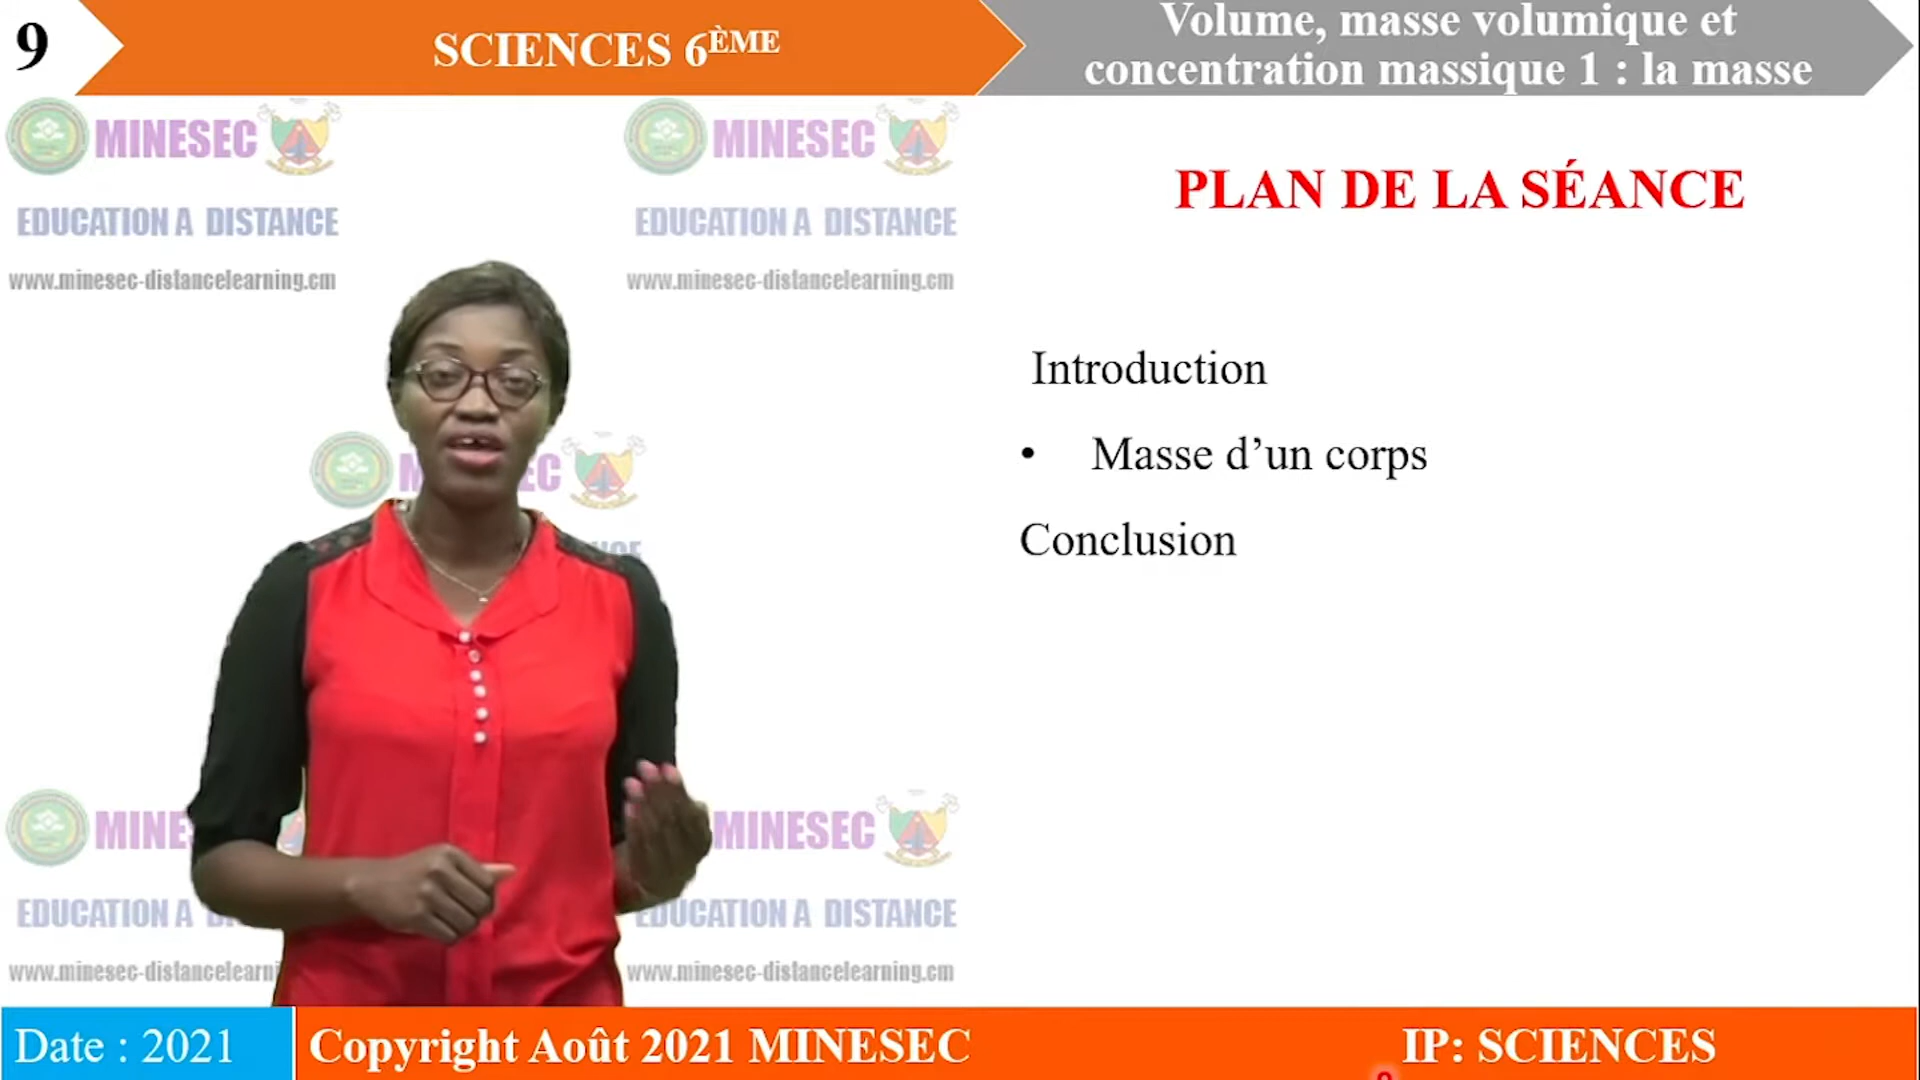 9
SCIENCES 6ÈME
Volume, masse volumique et
concentration massique 1 : la masse
MINESEC
EDUCATION A DISTANCE
www.minesec-distancelearning.cm
MINESEC
EDUCATION A DISTANCE
www.minesec-distancelearning.cm
PLAN DE LA SÉANCE
Introduction
• Masse d’un corps
Conclusion
MINESEC
EDUCATION A DISTANCE
www.minesec-distancelearning.cm
Date : 2021
Copyright Août 2021 MINESEC
IP: SCIENCES